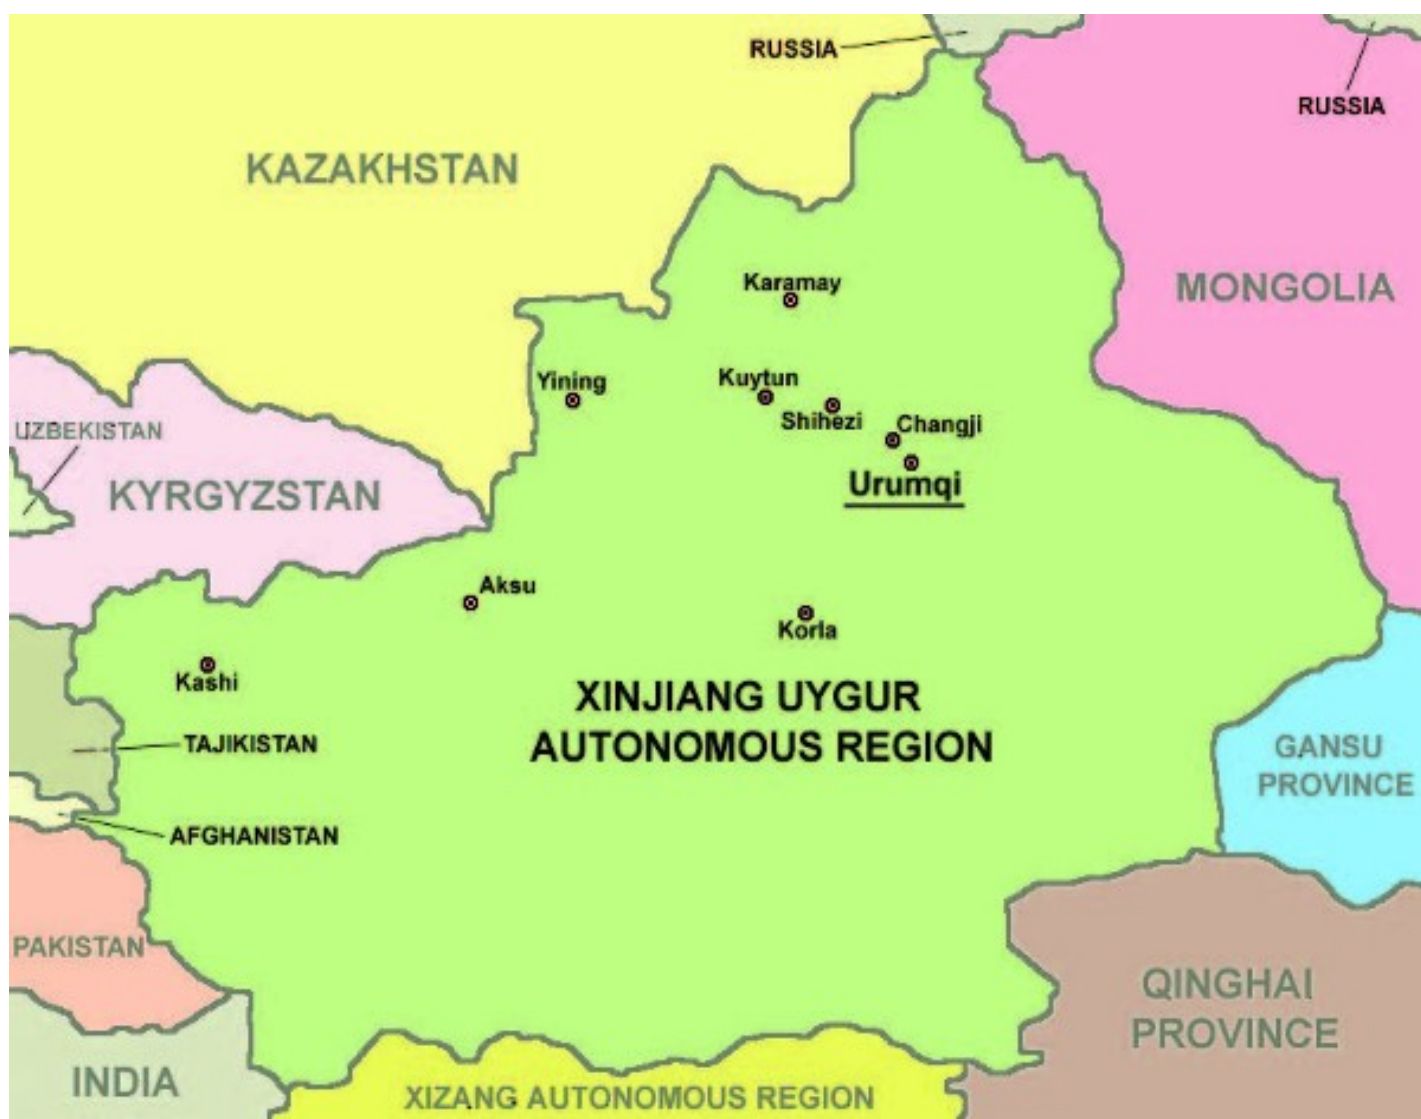 RUSSIA
RUSSIA
KAZAKHSTAN
MONGOLIA
Karamay
Yining
Kuytun
Shihezi
Changji
UZBEKISTAN
Urumqi
KYRGYZSTAN
Aksu
Korla
Kashi
XINJIANG UYGUR
AUTONOMOUS REGION
TAJIKISTAN
GANSU
PROVINCE
AFGHANISTAN
PAKISTAN
QINGHAI
PROVINCE
INDIA
XIZANG AUTONOMOUS REGION